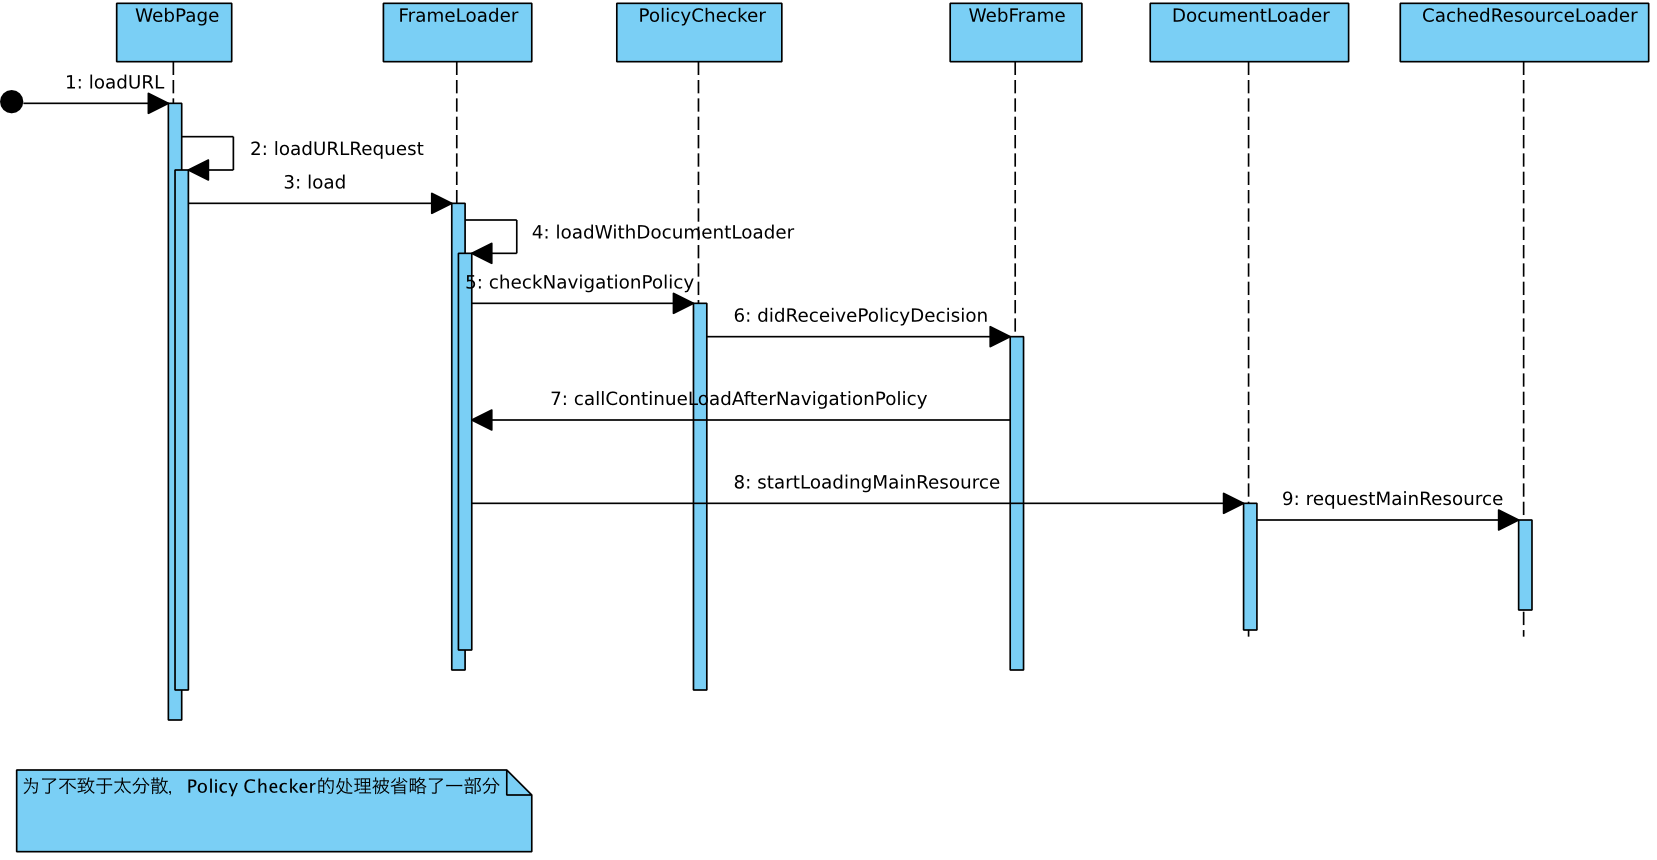 WebPage
FrameLoader
PolicyChecker
WebFrame
DocumentLoader
CachedResourceLoader
1: loadURL
2: loadURLRequest
3: load
4: loadWithDocumentLoader
5: checkNavigationPolicy
6: didReceivePolicyDecision
7: callContinueLoadAfterNavigationPolicy
8: startLoadingMainResource
9: requestMainResource
为了不致于太分散，Policy Checker的处理被省略了一部分